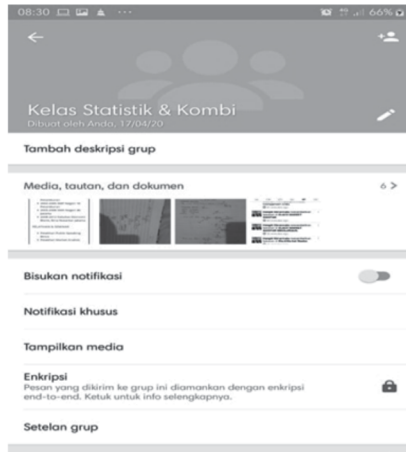 08:30
66%
Kelas Statistik & Kombi
Dibuat oleh Anda, 17/04/20
Tambah deskripsi grup
Media, tautan, dan dokumen 6 >
Bisukan notifikasi
Notifikasi khusus
Tampilkan media
Enkripsi
Pesan yang dikirim ke grup ini diamankan dengan enkripsi
end-to-end. Ketuk untuk info selengkapnya.
Setelan grup